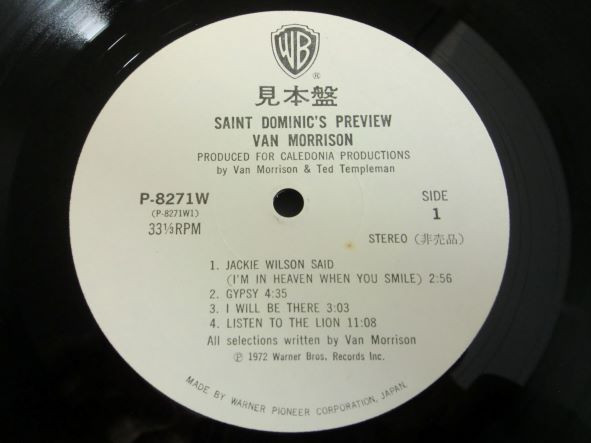 WB
®
見本盤
SAINT DOMINIC'S PREVIEW
VAN MORRISON
PRODUCED FOR CALEDONIA PRODUCTIONS
by Van Morrison & Ted Templeman
P-8271W
(P-8271W1)
33⅓RPM
SIDE
1
STEREO (非売品)
1. JACKIE WILSON SAID
(I'M IN HEAVEN WHEN YOU SMILE) 2:56
2. GYPSY 4:35
3. I WILL BE THERE 3:03
4. LISTEN TO THE LION 11:08
All selections written by Van Morrison
℗ 1972 Warner Bros. Records Inc.
MADE BY WARNER PIONEER CORPORATION, JAPAN.